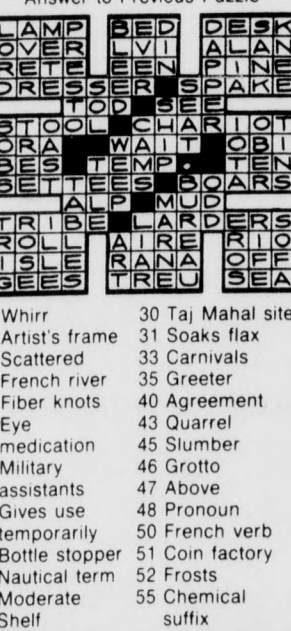 Answer to Previous Puzzle
LAMP BED DESK
OVER LVI ALAN
RETE EEN PINE
DRESSER SPAKE
TOD SEE
STOOL CHARIOT
ORA WAIT OBI
BES TEMP. TEN
SETTEES BOARS
ALP MUD
TRIBE LARDERS
ROLL AIRE RIO
ISLE RANA OFF
GEES TREU SEA
Whirr
Artist's frame
Scattered
French river
Fiber knots
Eye
medication
Military
assistants
Gives use
temporarily
Bottle stopper
Nautical term
Moderate
Shelf
30 Taj Mahal site
31 Soaks flax
33 Carnivals
35 Greeter
40 Agreement
43 Quarrel
45 Slumber
46 Grotto
47 Above
48 Pronoun
50 French verb
51 Coin factory
52 Frosts
55 Chemical
suffix